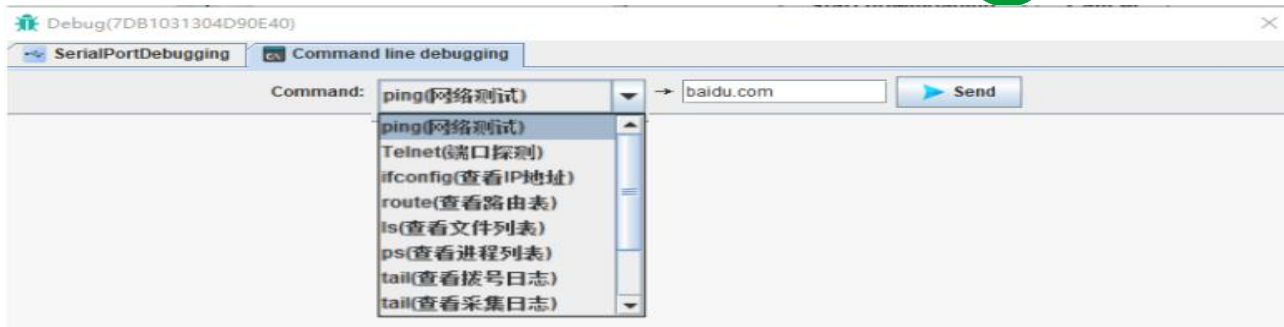 Debug(7DB1031304D90E40)
SerialPortDebugging Command line debugging
Command: ping(网络测试) → baidu.com Send
ping(网络测试)
Telnet(端口探测)
ifconfig(查看IP地址)
route(查看路由表)
ls(查看文件列表)
ps(查看进程列表)
tail(查看拨号日志)
tail(查看采集日志)